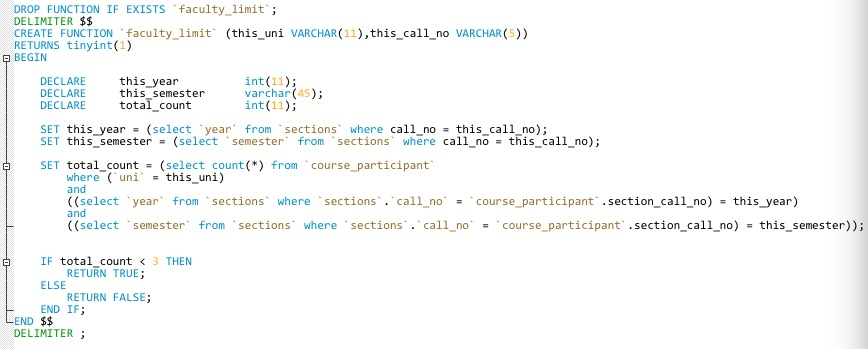 DROP FUNCTION IF EXISTS `faculty_limit`;
DELIMITER $$
CREATE FUNCTION `faculty_limit` (this_uni VARCHAR(11),this_call_no VARCHAR(5))
RETURNS tinyint(1)
BEGIN
DECLARE this_year int(11);
DECLARE this_semester varchar(45);
DECLARE total_count int(11);
SET this_year = (select `year` from `sections` where call_no = this_call_no);
SET this_semester = (select `semester` from `sections` where call_no = this_call_no);
SET total_count = (select count(*) from `course_participant`
where (`uni` = this_uni)
and
((select `year` from `sections` where `sections`.`call_no` = `course_participant`.section_call_no) = this_year)
and
((select `semester` from `sections` where `sections`.`call_no` = `course_participant`.section_call_no) = this_semester));
IF total_count < 3 THEN
RETURN TRUE;
ELSE
RETURN FALSE;
END IF;
END $$
DELIMITER ;